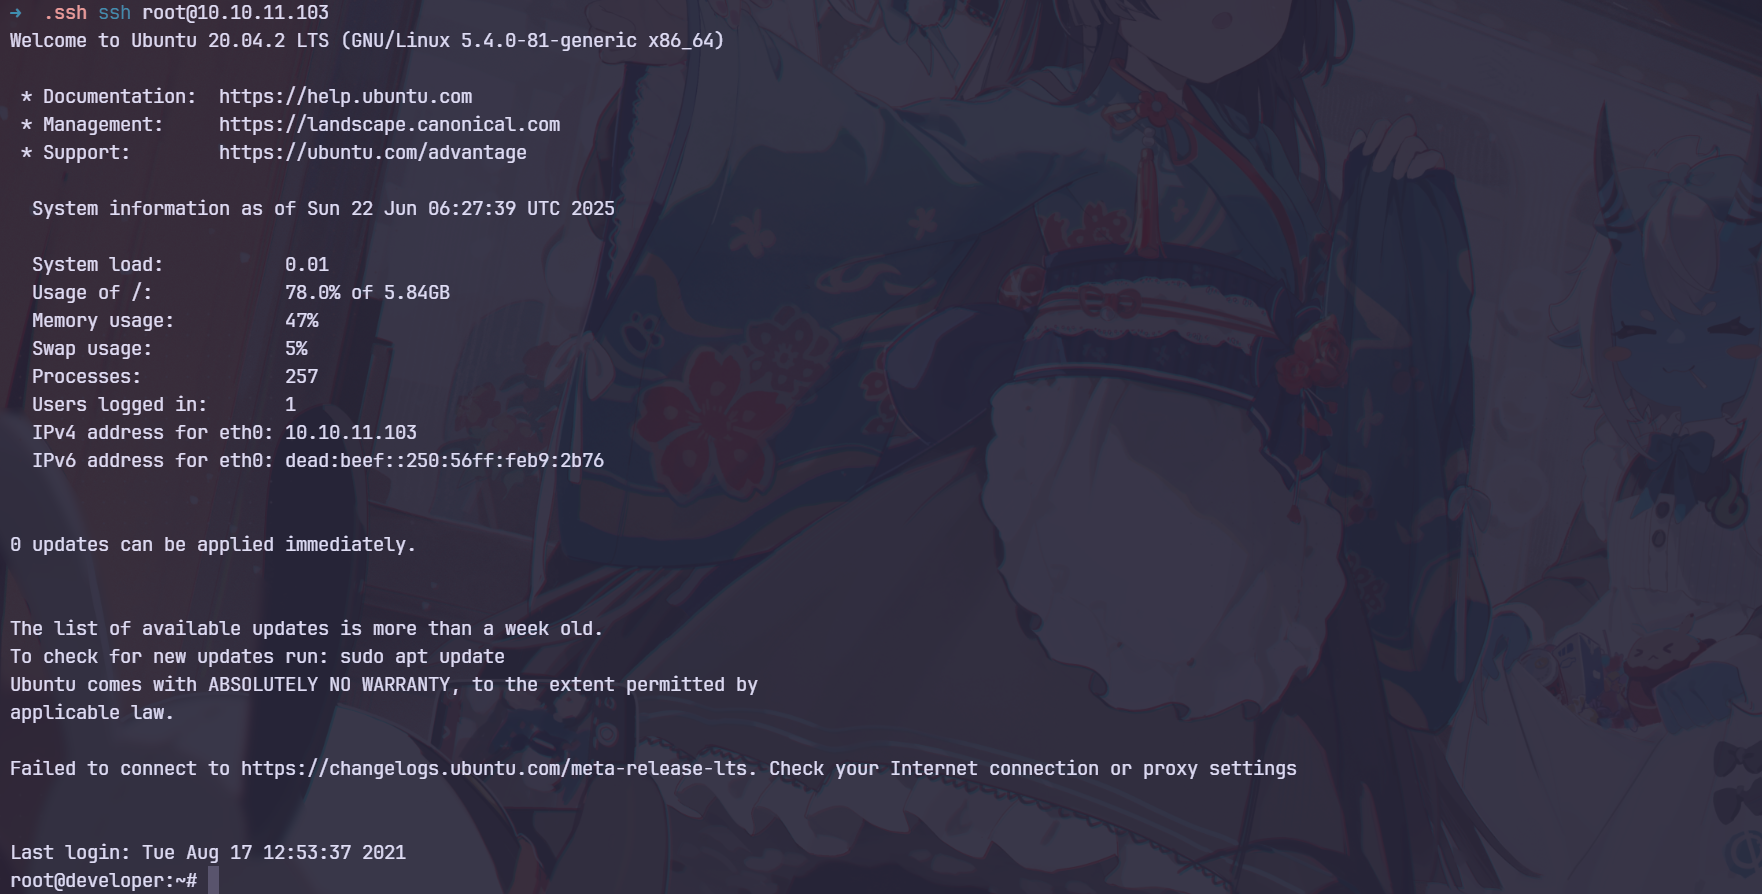 →  .ssh ssh root@10.10.11.103
Welcome to Ubuntu 20.04.2 LTS (GNU/Linux 5.4.0-81-generic x86_64)
* Documentation:  https://help.ubuntu.com
* Management:     https://landscape.canonical.com
* Support:        https://ubuntu.com/advantage
System information as of Sun 22 Jun 06:27:39 UTC 2025
System load:           0.01
Usage of /:            78.0% of 5.84GB
Memory usage:          47%
Swap usage:            5%
Processes:             257
Users logged in:       1
IPv4 address for eth0: 10.10.11.103
IPv6 address for eth0: dead:beef::250:56ff:feb9:2b76
0 updates can be applied immediately.
The list of available updates is more than a week old.
To check for new updates run: sudo apt update
Ubuntu comes with ABSOLUTELY NO WARRANTY, to the extent permitted by
applicable law.
Failed to connect to https://changelogs.ubuntu.com/meta-release-lts. Check your Internet connection or proxy settings
Last login: Tue Aug 17 12:53:37 2021
root@developer:~#